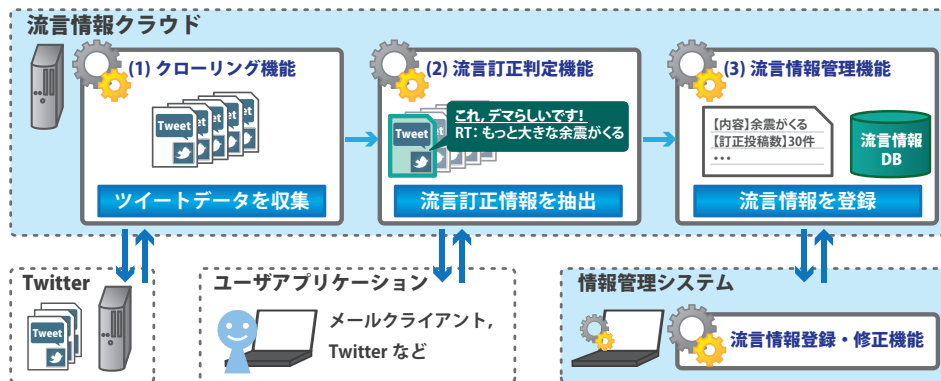 流言情報クラウド
(1) クローリング機能
Tweet
ツイートデータを収集
(2) 流言訂正判定機能
Tweet
これ,デマらしいです!
RT: もっと大きな余震がくる
流言訂正情報を抽出
(3) 流言情報管理機能
【内容】余震がくる
【訂正投稿数】30件
・・・
流言情報
DB
流言情報を登録
Twitter
Tweet
ユーザアプリケーション
メールクライアント,
Twitter など
情報管理システム
流言情報登録・修正機能